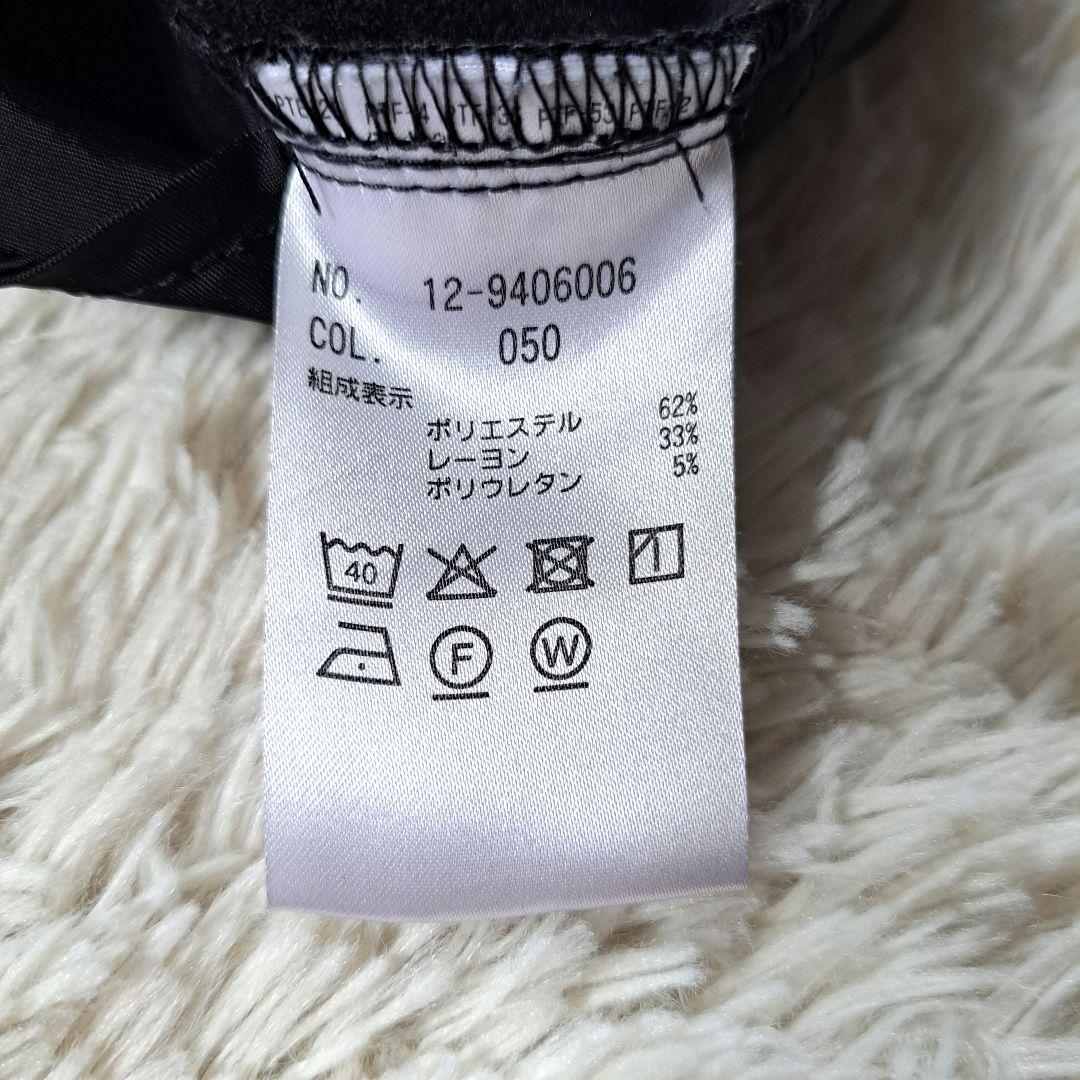 NO. 12-9406006
COL. 050
組成表示
ポリエステル 62%
レーヨン 33%
ポリウレタン 5%
40
F W